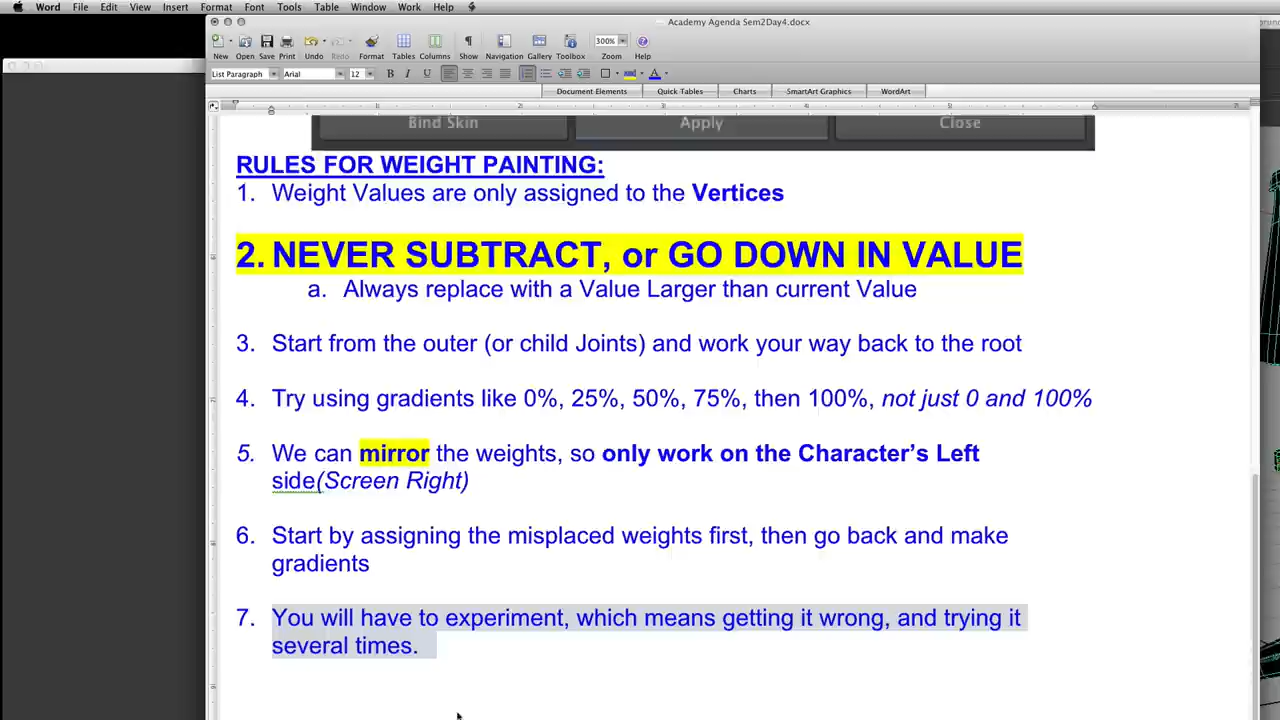 Word File Edit View Insert Format Font Tools Table Window Work Help
Academy Agenda Sem2Day4.docx
300%
New Open Save Print Undo Redo Format Tables Columns Show Navigation Gallery Toolbox Zoom Help
List Paragraph Arial 12 B I U
Document Elements Quick Tables Charts SmartArt Graphics WordArt
Bind Skin Apply Close
RULES FOR WEIGHT PAINTING:
1. Weight Values are only assigned to the Vertices
2. NEVER SUBTRACT, or GO DOWN IN VALUE
a. Always replace with a Value Larger than current Value
3. Start from the outer (or child Joints) and work your way back to the root
4. Try using gradients like 0%, 25%, 50%, 75%, then 100%, not just 0 and 100%
5. We can mirror the weights, so only work on the Character’s Left
side(Screen Right)
6. Start by assigning the misplaced weights first, then go back and make
gradients
7. You will have to experiment, which means getting it wrong, and trying it
several times.